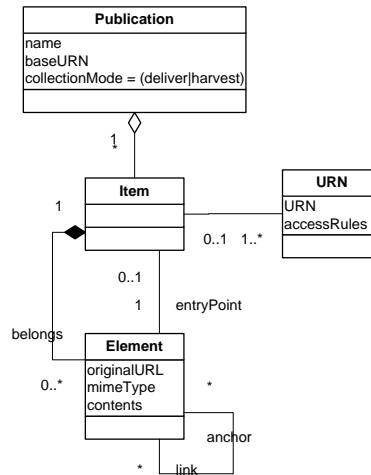 Publication
name
baseURN
collectionMode = (deliver|harvest)
1
*
Item
URN
URN
accessRules
1
0..1 1..*
0..1
1 entryPoint
belongs
Element
originalURL
mimeType
contents
0..*
*
anchor
* link